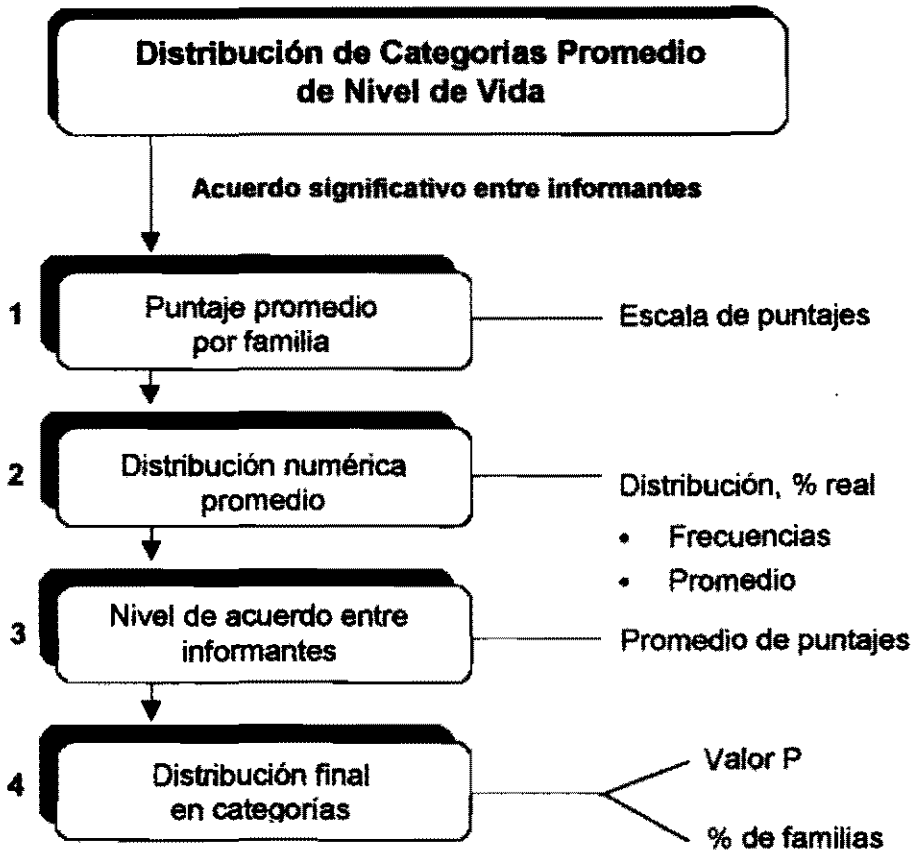 Distribución de Categorías Promedio
de Nivel de Vida
Acuerdo significativo entre informantes
1
Puntaje promedio
por familia
Escala de puntajes
2
Distribución numérica
promedio
Distribución, % real
• Frecuencias
• Promedio
3
Nivel de acuerdo entre
informantes
Promedio de puntajes
4
Distribución final
en categorías
Valor P
% de familias